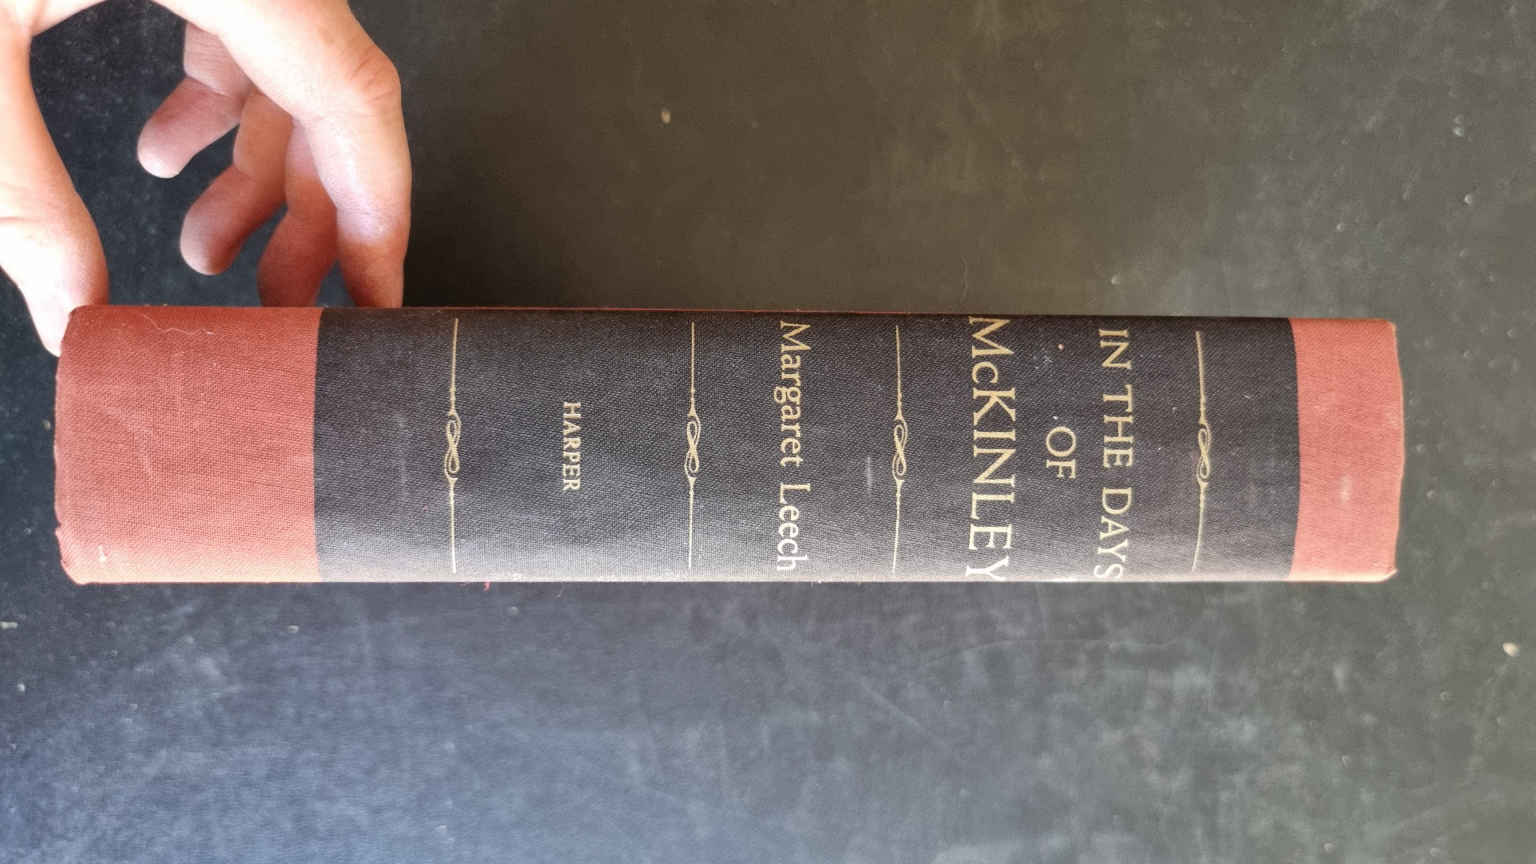 IN THE DAYS
OF
McKINLEY
Margaret Leech
HARPER